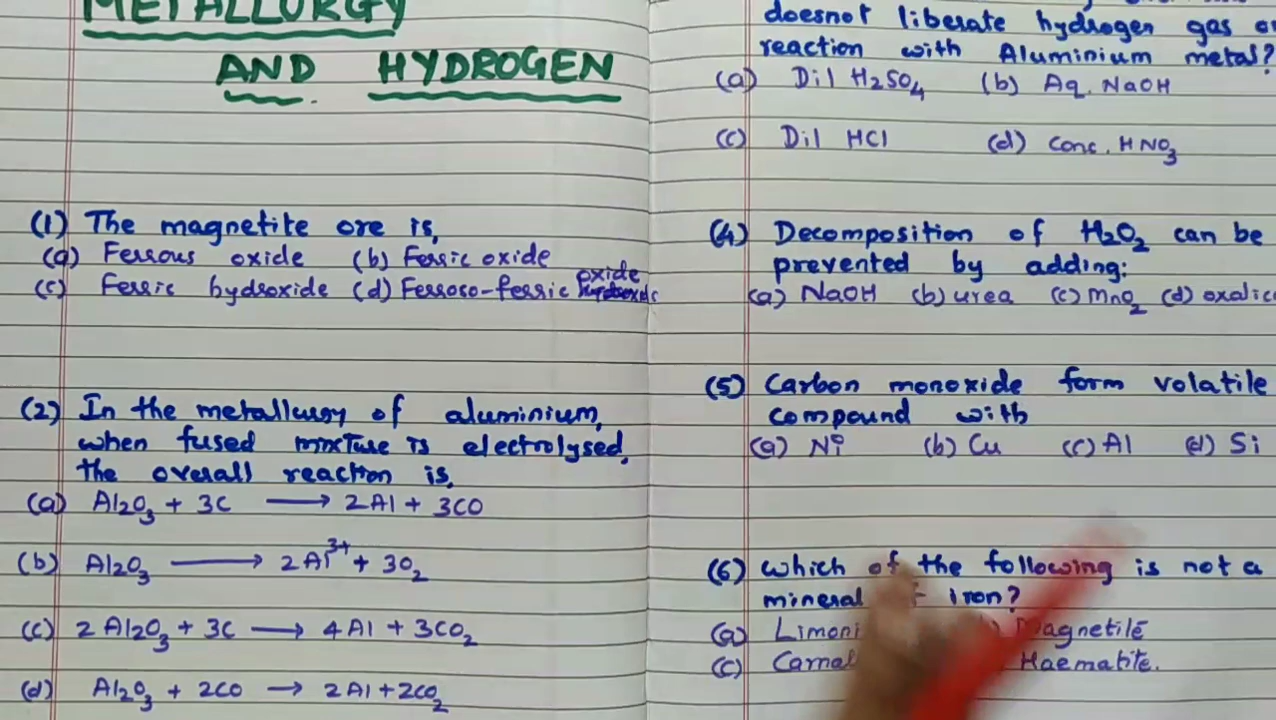 METALLURGY
AND HYDROGEN
(1) The magnetite ore is,
(a) Ferrous oxide (b) Ferric oxide
(c) Ferric hydroxide (d) Ferroso-ferric oxide
(2) In the metallurgy of aluminium,
when fused mixture is electrolysed,
the overall reaction is,
(a) Al₂O₃ + 3C ⟶ 2Al + 3CO
(b) Al₂O₃ ⟶ 2Al³⁺ + 3O₂
(c) 2Al₂O₃ + 3C ⟶ 4Al + 3CO₂
(d) Al₂O₃ + 2CO → 2Al + 2CO₂
doesnot liberate hydrogen gas
reaction with Aluminium metal?
(a) Dil H₂SO₄ (b) Aq. NaOH
(c) Dil HCl (d) Conc. HNO₃
(4) Decomposition of H₂O₂ can be
prevented by adding:
(a) NaOH (b) urea (c) MnO₂ (d) oxalic
(5) Carbon monoxide form volatile
compound with
(a) Ni (b) Cu (c) Al (d) Si
(6) Which of the following is not a
mineral iron?
(a) Limoni Magnetite
(c) Carnal Haematite.